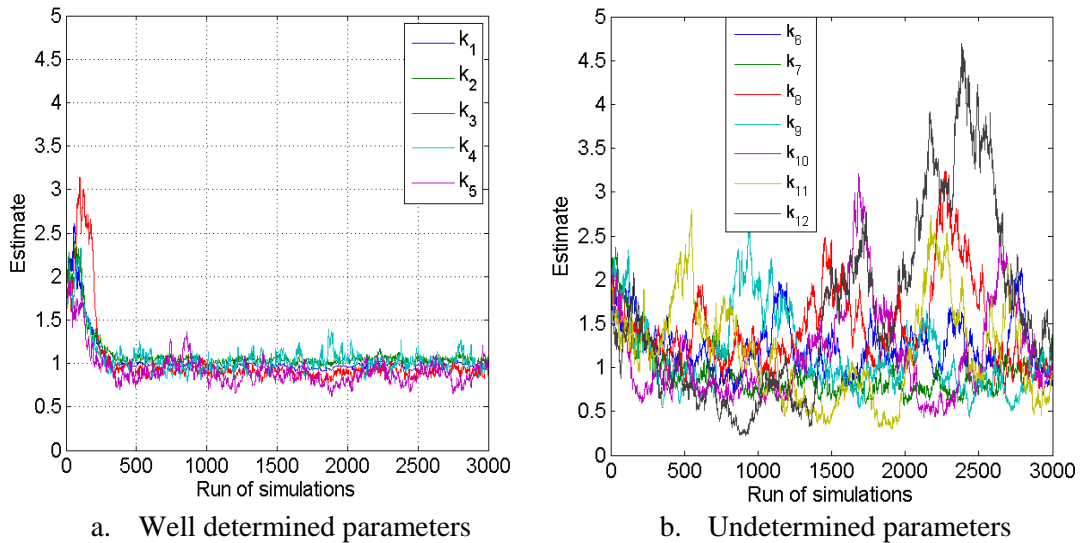 5
4.5
4
3.5
3
2.5
2
1.5
1
0.5
0
Estimate
0 500 1000 1500 2000 2500 3000
Run of simulations
k1
k2
k3
k4
k5
a. Well determined parameters
5
4.5
4
3.5
3
2.5
2
1.5
1
0.5
0
Estimate
0 500 1000 1500 2000 2500 3000
Run of simulations
k6
k7
k8
k9
k10
k11
k12
b. Undetermined parameters